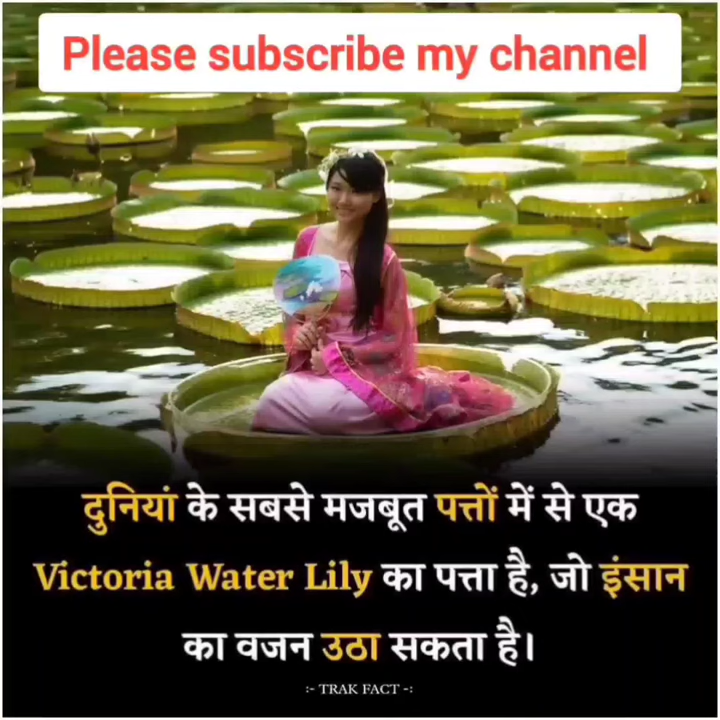 Please subscribe my channel
दुनियां के सबसे मजबूत पत्तों में से एक
Victoria Water Lily का पत्ता है, जो इंसान
का वजन उठा सकता है।
:- TRAK FACT -: